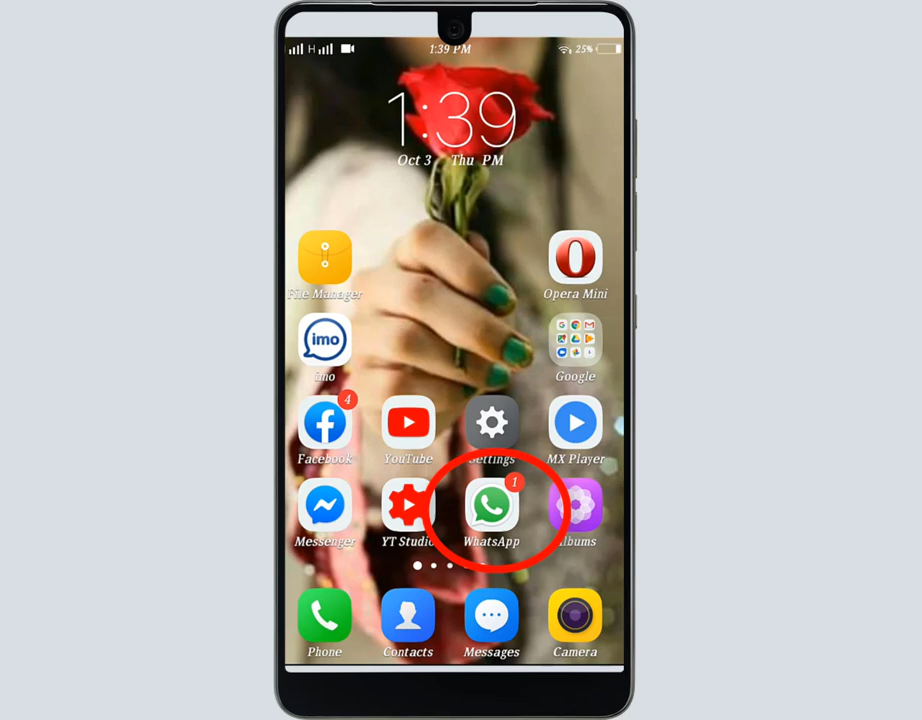 H
1:39 PM
25%
1:39
Oct 3 Thu PM
File Manager
Opera Mini
imo
imo
Google
4
Facebook
YouTube
Settings
MX Player
1
Messenger
YT Studio
WhatsApp
Albums
Phone
Contacts
Messages
Camera